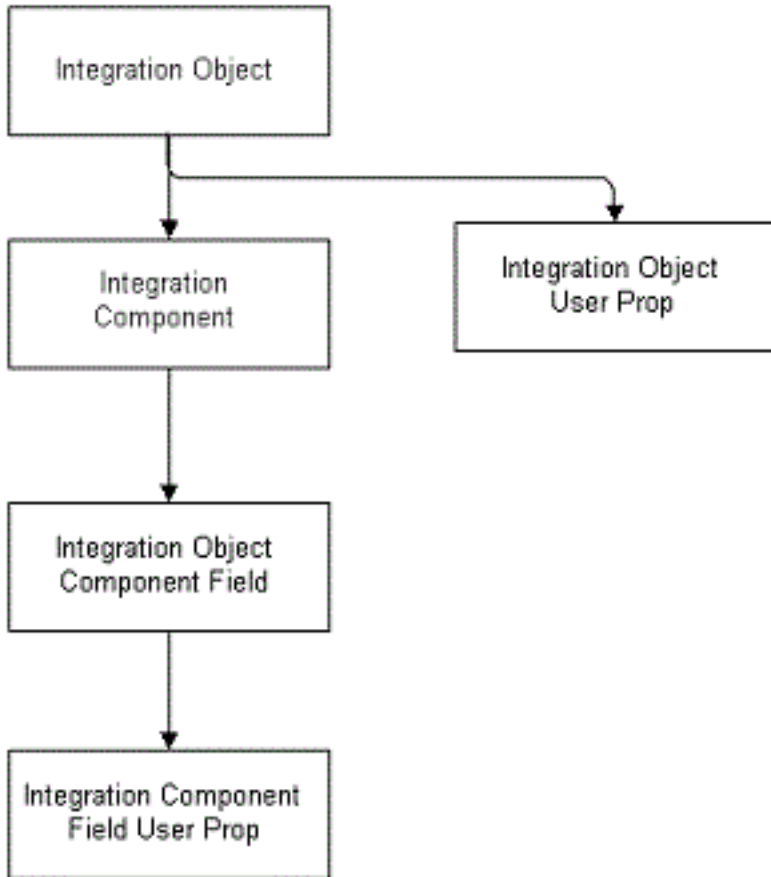 Integration Object
Integration
Component
Integration Object
User Prop
Integration Object
Component Field
Integration Component
Field User Prop